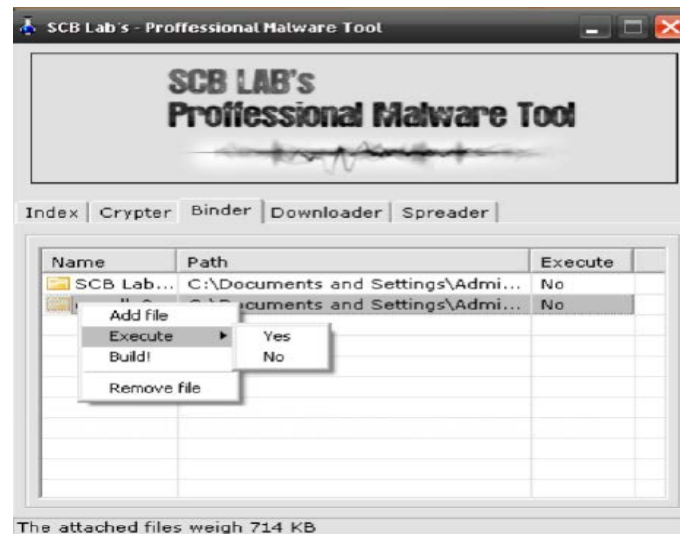 SCB Lab's - Proffessional Malware Tool
SCB LAB's
Proffessional Malware Tool
Index Crypter Binder Downloader Spreader
Name Path Execute
SCB Lab... C:\Documents and Settings\Admi... No
C:\Documents and Settings\Admi... No
Add file
Execute Yes
Build! No
Remove file
The attached files weigh 714 KB